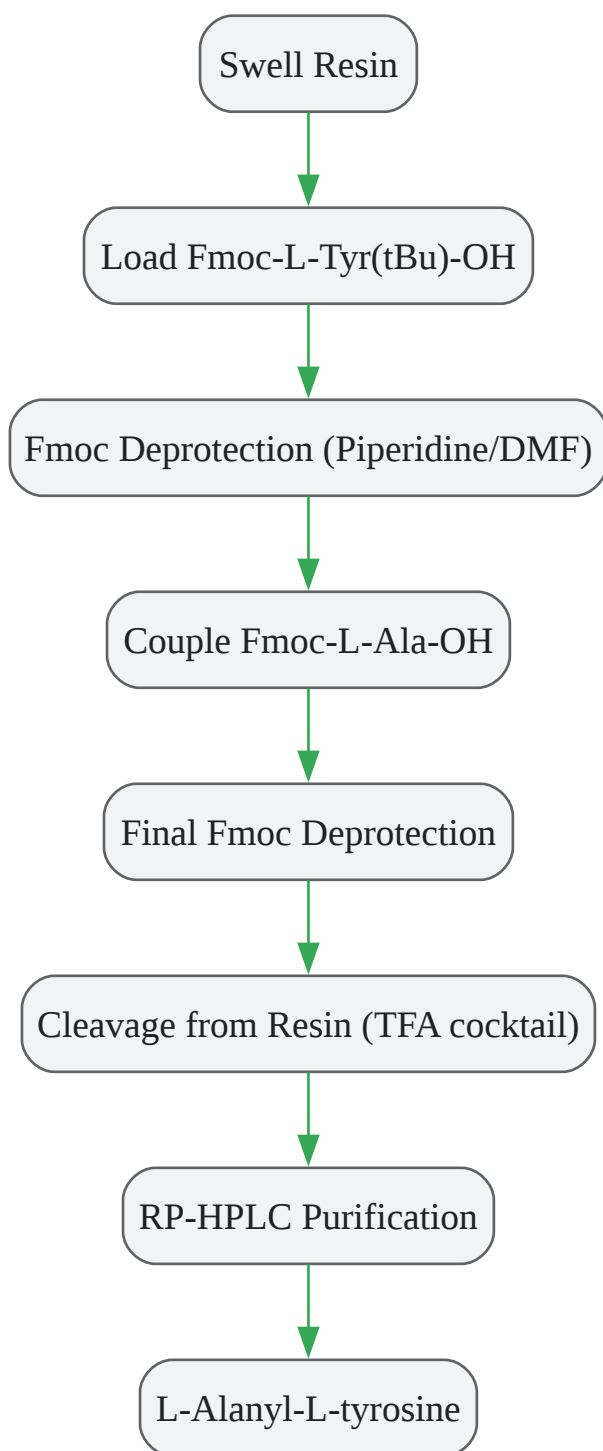 Swell Resin
Load Fmoc-L-Tyr(tBu)-OH
Fmoc Deprotection (Piperidine/DMF)
Couple Fmoc-L-Ala-OH
Final Fmoc Deprotection
Cleavage from Resin (TFA cocktail)
RP-HPLC Purification
L-Alanyl-L-tyrosine